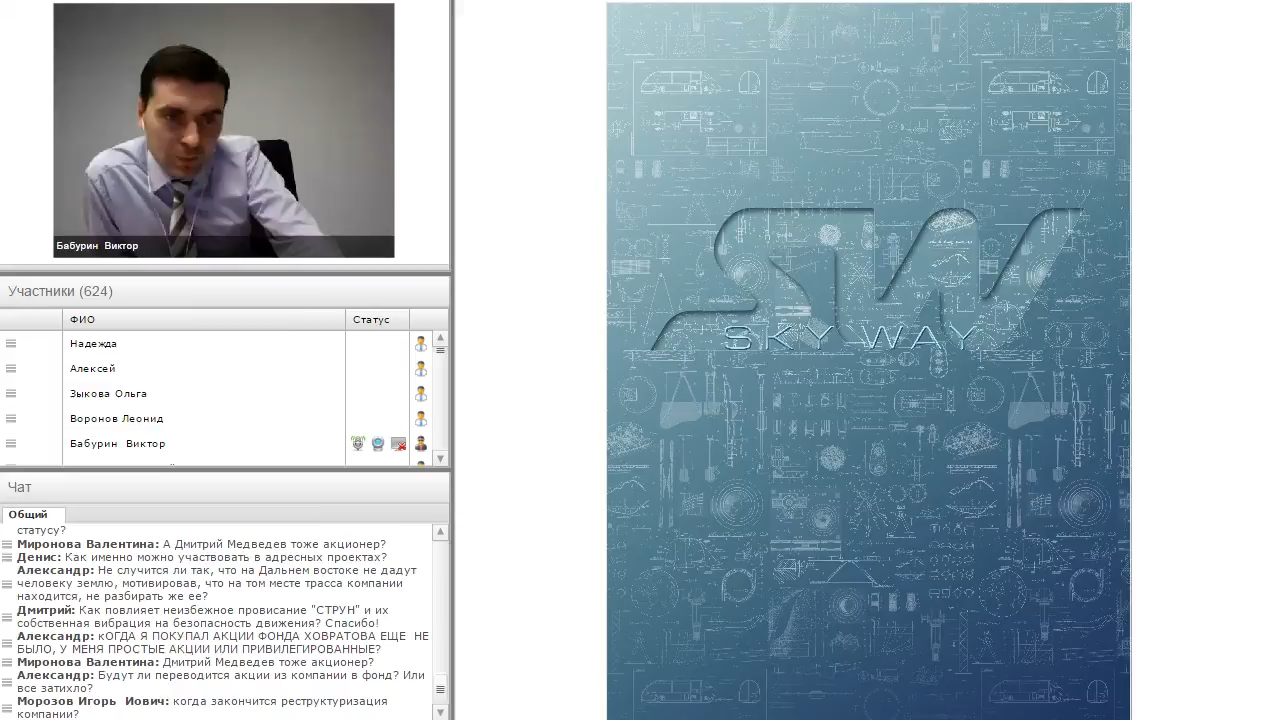 Бабурин Виктор
Участники (624)
ФИО
Статус
Надежда
Алексей
Зыкова Ольга
Воронов Леонид
Бабурин Виктор
Чат
Общий
статусу?
Миронова Валентина: А Дмитрий Медведев тоже акционер?
Денис: Как именно можно участвовать в адресных проектах?
Александр: Не случится ли так, что на Дальнем востоке не дадут
человеку землю, мотивировав, что на том месте трасса компании
находится, не разбирать же ее?
Дмитрий: Как повлияет неизбежное провисание "СТРУН" и их
собственная вибрация на безопасность движения? Спасибо!
Александр: кОГДА Я ПОКУПАЛ АКЦИИ ФОНДА ХОВРАТОВА ЕЩЕ НЕ
БЫЛО, У МЕНЯ ПРОСТЫЕ АКЦИИ ИЛИ ПРИВИЛЕГИРОВАННЫЕ?
Миронова Валентина: Дмитрий Медведев тоже акционер?
Александр: Будут ли переводится акции из компании в фонд? Или
все затихло?
Морозов Игорь Иович: когда закончится реструктуризация
компании?
SW
SKY WAY